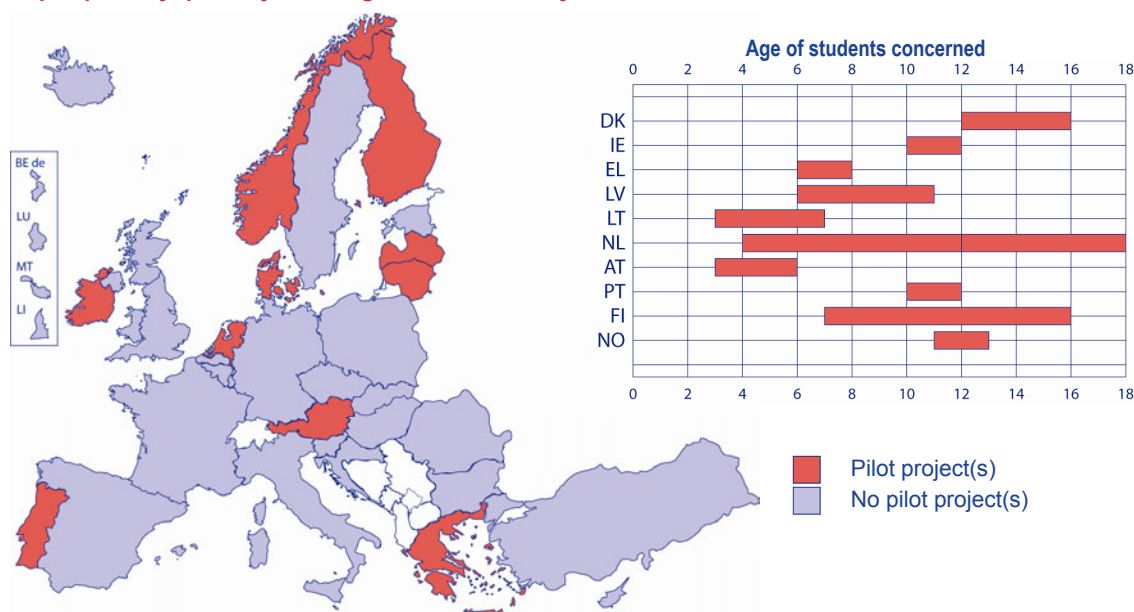 Age of students concerned
0 2 4 6 8 10 12 14 16 18
DK
IE
EL
LV
LT
NL
AT
PT
FI
NO
0 2 4 6 8 10 12 14 16 18
BE de
LU
MT
LI
Pilot project(s)
No pilot project(s)